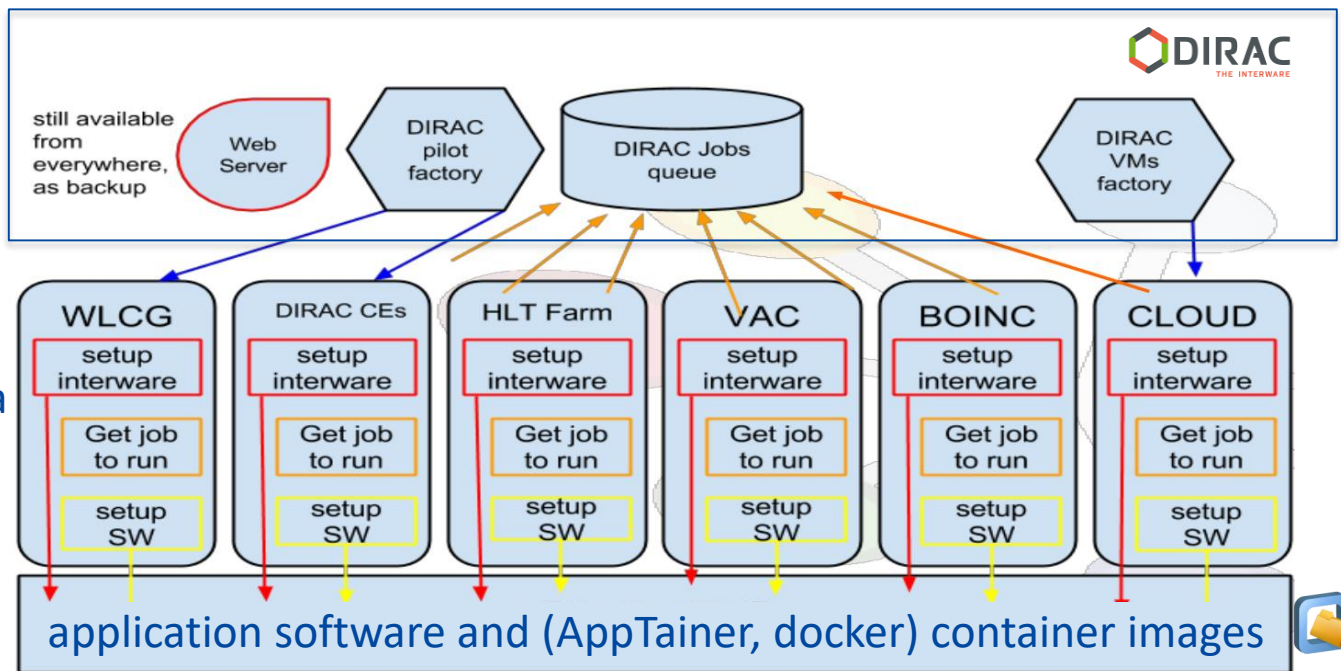 DIRAC
THE INTERWARE
still available
from
everywhere,
as backup
Web
Server
DIRAC
pilot
factory
DIRAC Jobs
queue
DIRAC
VMs
factory
WLCG
setup
interware
Get job
to run
setup
SW
DIRAC CEs
setup
interware
Get job
to run
setup
SW
HLT Farm
setup
interware
Get job
to run
setup
SW
VAC
setup
interware
Get job
to run
setup
SW
BOINC
setup
interware
Get job
to run
setup
SW
CLOUD
setup
interware
Get job
to run
setup
SW
a
application software and (AppTainer, docker) container images